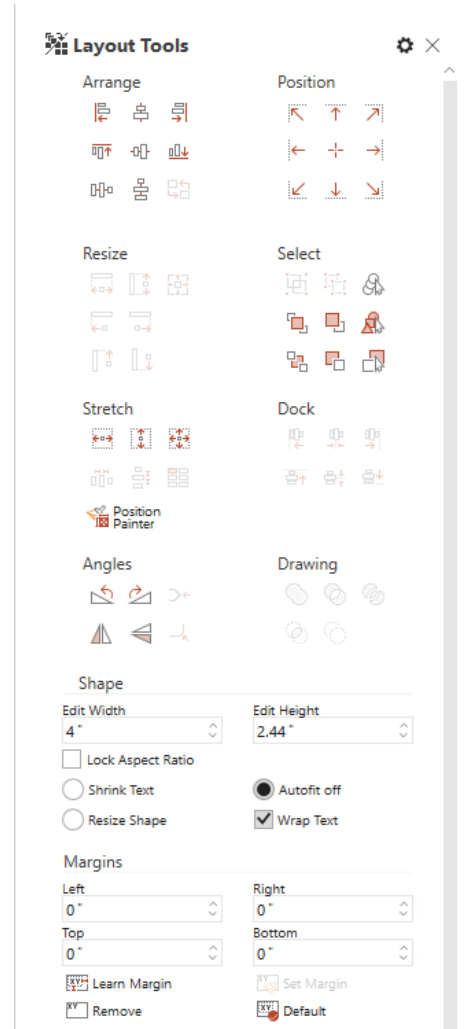 Layout Tools
Arrange Position
Resize Select
Stretch Dock
Position
Painter
Angles Drawing
Shape
Edit Width Edit Height
4 " 2.44 "
Lock Aspect Ratio
Shrink Text Autofit off
Resize Shape Wrap Text
Margins
Left Right
0 " 0 "
Top Bottom
0 " 0 "
Learn Margin Set Margin
Remove Default